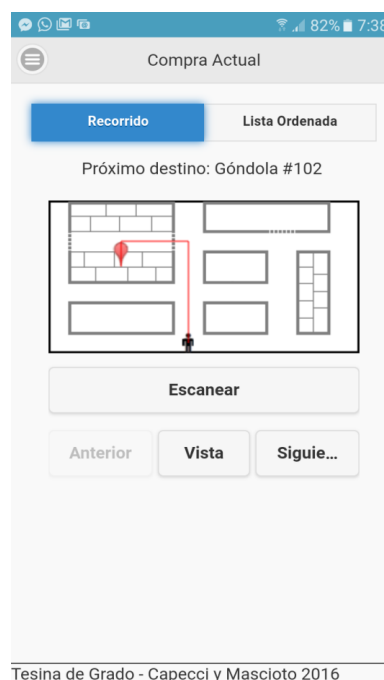 82% 7:38
Compra Actual
Recorrido Lista Ordenada
Próximo destino: Góndola #102
Escanear
Anterior Vista Siguie...
Tesina de Grado - Capecci y Mascioto 2016